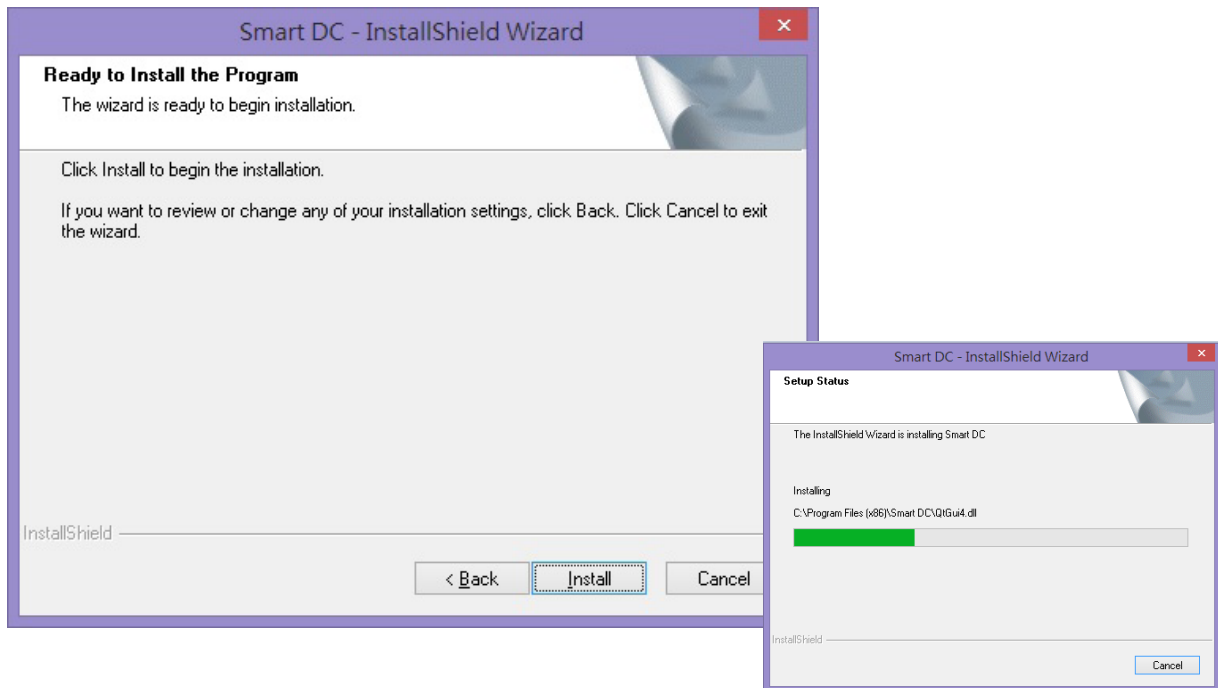 Smart DC - InstallShield Wizard
Ready to Install the Program
The wizard is ready to begin installation.
Click Install to begin the installation.
If you want to review or change any of your installation settings, click Back. Click Cancel to exit
the wizard.
InstallShield
< Back
Install
Cancel
Smart DC - InstallShield Wizard
Setup Status
The InstallShield Wizard is installing Smart DC
Installing
C:\Program Files (x86)\Smart DC\QtGui4.dll
InstallShield
Cancel